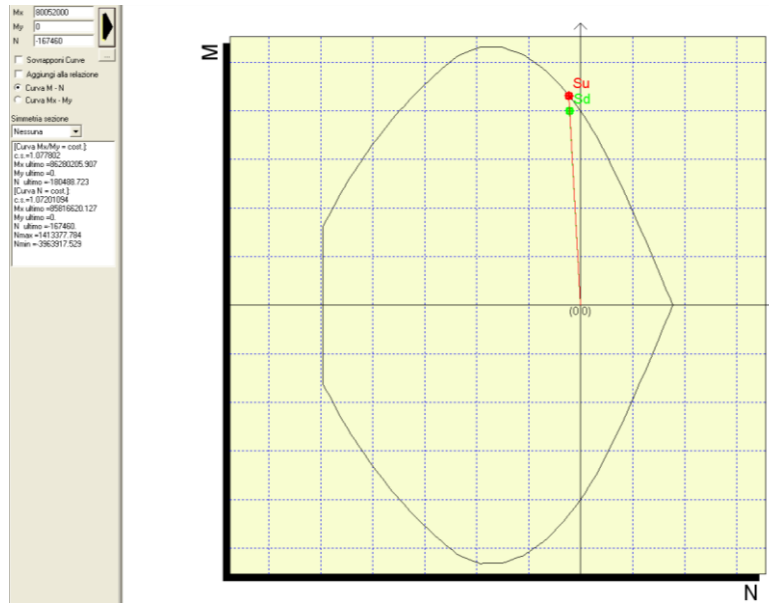 Mx 80052000
My 0
N -167460
...
Sovrapponi Curve
Aggiungi alla relazione
Curva M - N
Curva Mx - My
Simmetria sezione
Nessuna
[Curva Mx/My = cost.]:
c.s.=1.077802
Mx ultimo =86280205.907
My ultimo =0.
N ultimo =-180488.723
[Curva N = cost.]:
c.s.=1.07201094
Mx ultimo =85816620.127
My ultimo =0.
N ultimo =-167460.
Nmax =1413377.784
Nmin =-3963917.529
M
Su
Sd
(0,0)
N